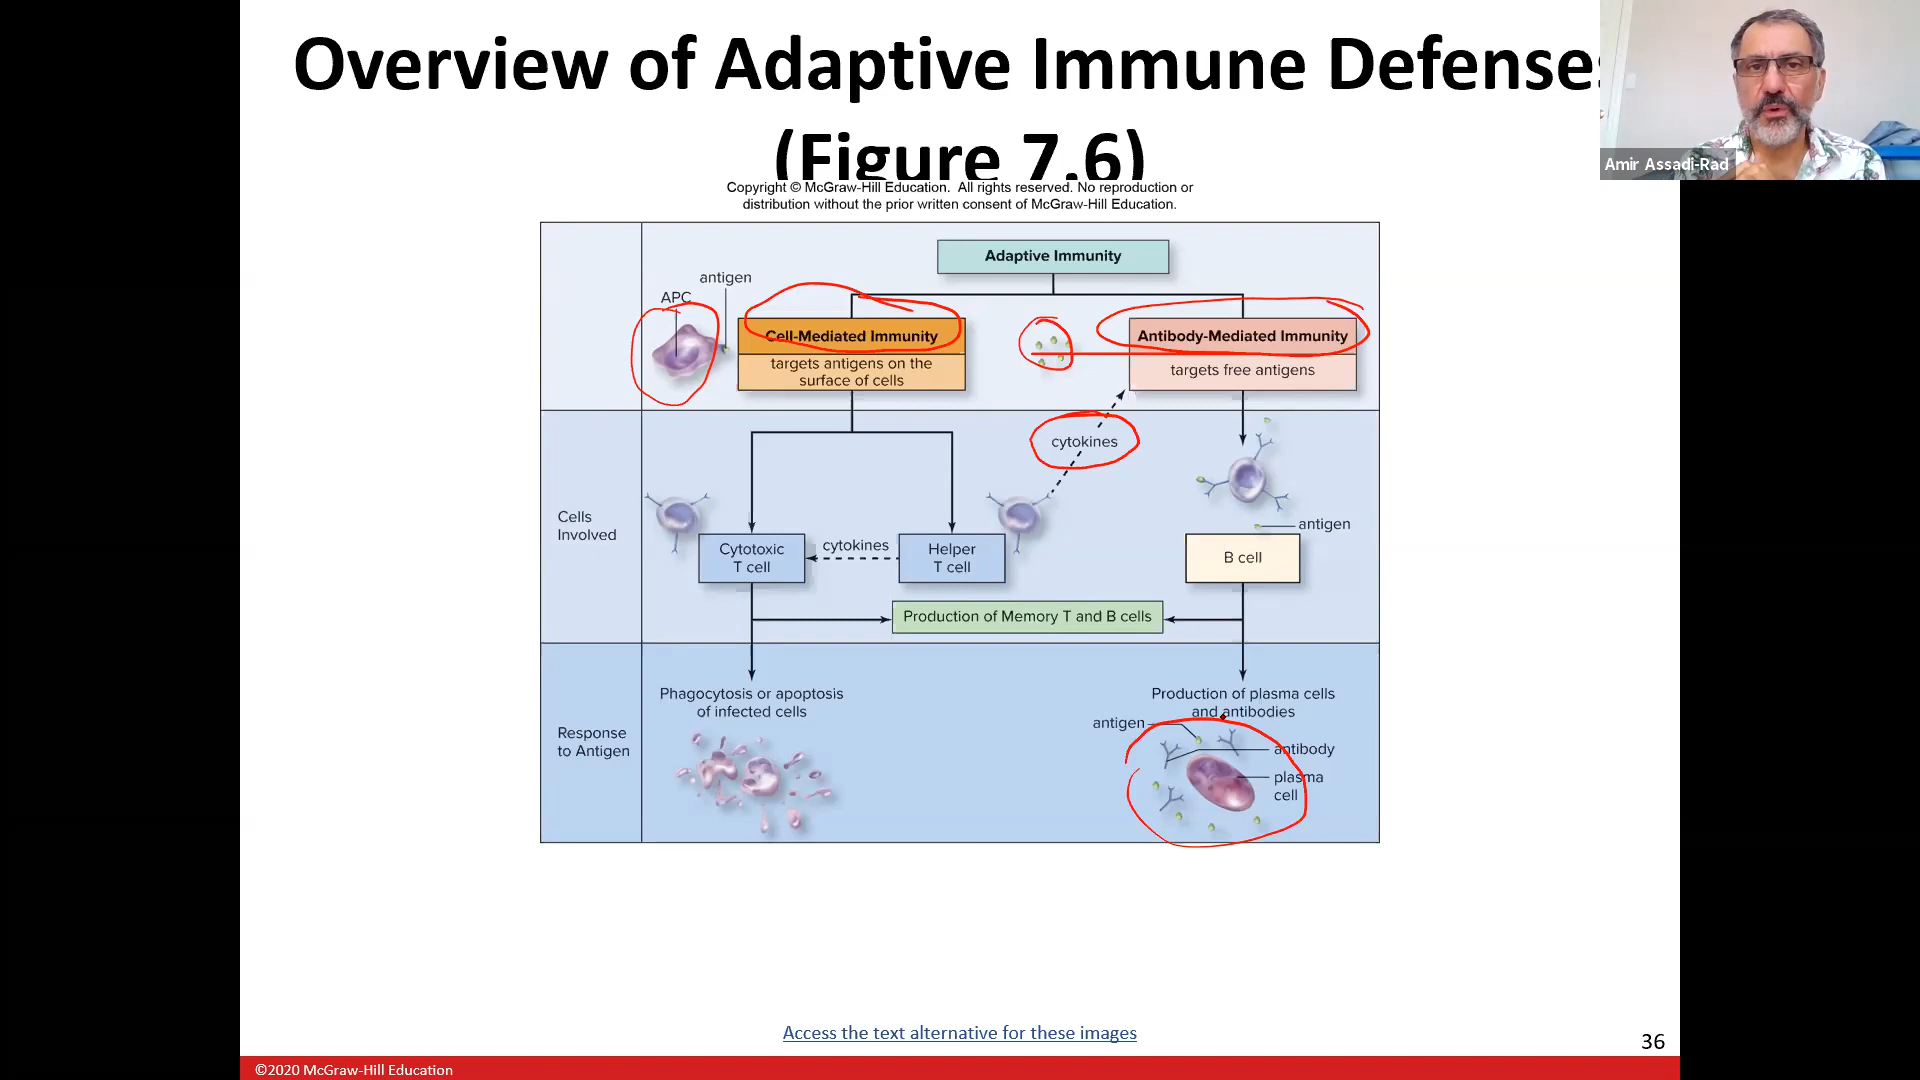 Overview of Adaptive Immune Defenses
(Figure 7.6)
Amir Assadi-Rad
Copyright © McGraw-Hill Education. All rights reserved. No reproduction or
distribution without the prior written consent of McGraw-Hill Education.
Adaptive Immunity
antigen
APC
Cell-Mediated Immunity
targets antigens on the
surface of cells
Antibody-Mediated Immunity
targets free antigens
cytokines
Cells
Involved
antigen
Cytotoxic
T cell
cytokines
Helper
T cell
B cell
Production of Memory T and B cells
Response
to Antigen
Phagocytosis or apoptosis
of infected cells
Production of plasma cells
and antibodies
antigen
antibody
plasma
cell
Access the text alternative for these images
36
©2020 McGraw-Hill Education